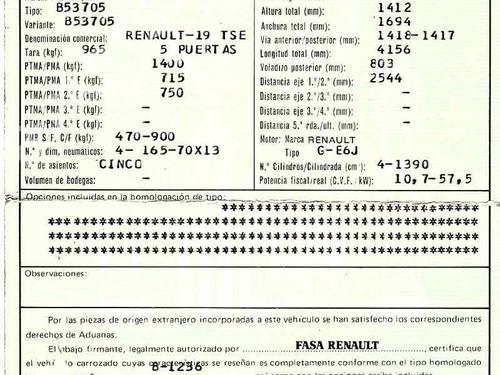 Tipo: B53705
Variante: B53705
Denominación comercial: RENAULT-19 TSE
Tara (kgf): 965 5 PUERTAS
PTMA/PMA (kgf): 1400
PTMA/PMA 1.º E (kgf): 715
PTMA/PMA 2.º E (kgf): 750
PTMA/PMA 3.º E (kgf): -
PTMA/PMA 4.º E (kgf): -
PMR S/F, C/F (kgf) 470-900
N.º y dim. neumáticos: 4- 165-70X13
N.º de asientos: CINCO
Volumen de bodegas: -
Altura total (mm): 1412
Anchura total (mm): 1694
Vía anterior/posterior (mm): 1418-1417
Longitud total (mm): 4156
Voladizo posterior (mm): 803
Distancia eje 1.º/2.º (mm): 2544
Distancia eje 2.º/3.º (mm): -
Distancia eje 3.º/4.º (mm): -
Distancia 5.ª rda./ult. (mm): -
Motor: Marca RENAULT
Tipo G-E6J
N.º Cilindros/Cilindrada (cm³) 4-1390
Potencia fiscal/real (C.V.F./kW): 10,7-57,5
Opciones incluidas en la homologación de tipo:
Observaciones:
Por las piezas de origen extranjero incorporadas a este vehículo se han satisfecho los correspondientes
derechos de Aduanas.
El abajo firmante, legalmente autorizado por FASA RENAULT, certifica que
el vehículo carrozado cuyas características se reseñan es completamente conforme con el tipo homologado
B-1236